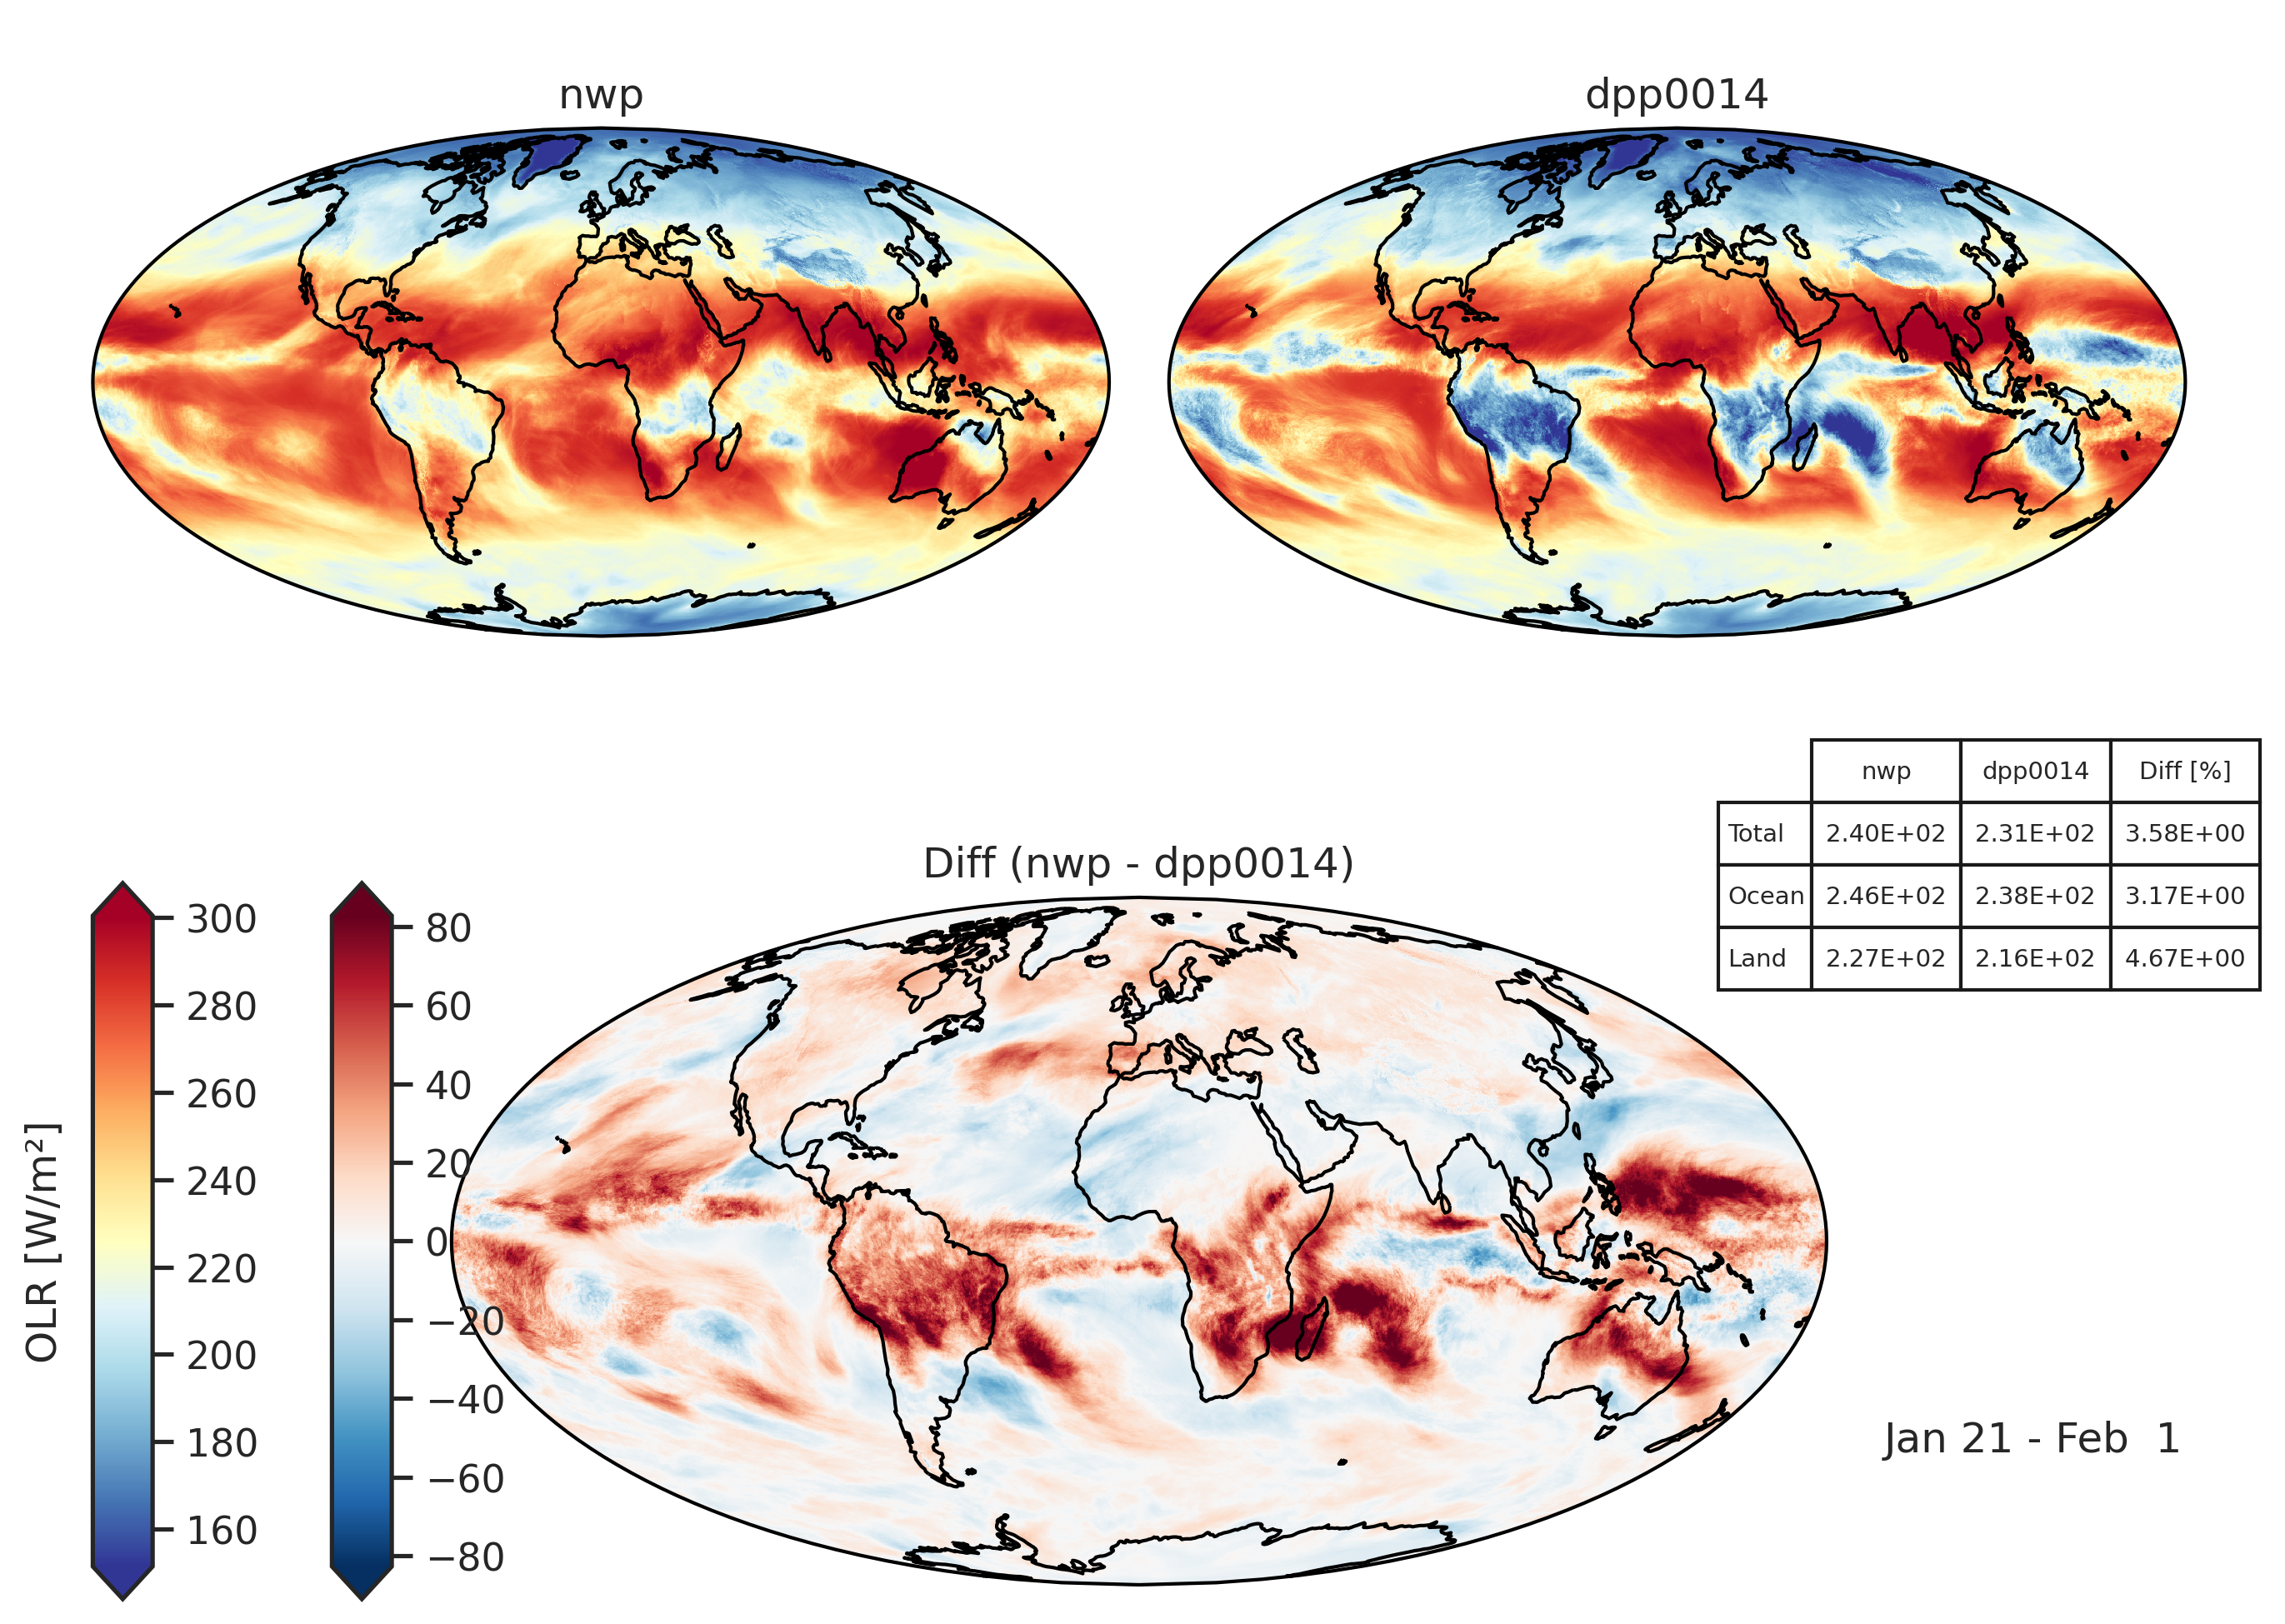 nwp
dpp0014
nwp dpp0014 Diff [%]
Total 2.40E+02 2.31E+02 3.58E+00
Ocean 2.46E+02 2.38E+02 3.17E+00
Land 2.27E+02 2.16E+02 4.67E+00
Diff (nwp - dpp0014)
OLR [W/m²]
300
280
260
240
220
200
180
160
80
60
40
20
0
−20
−40
−60
−80
Jan 21 - Feb  1